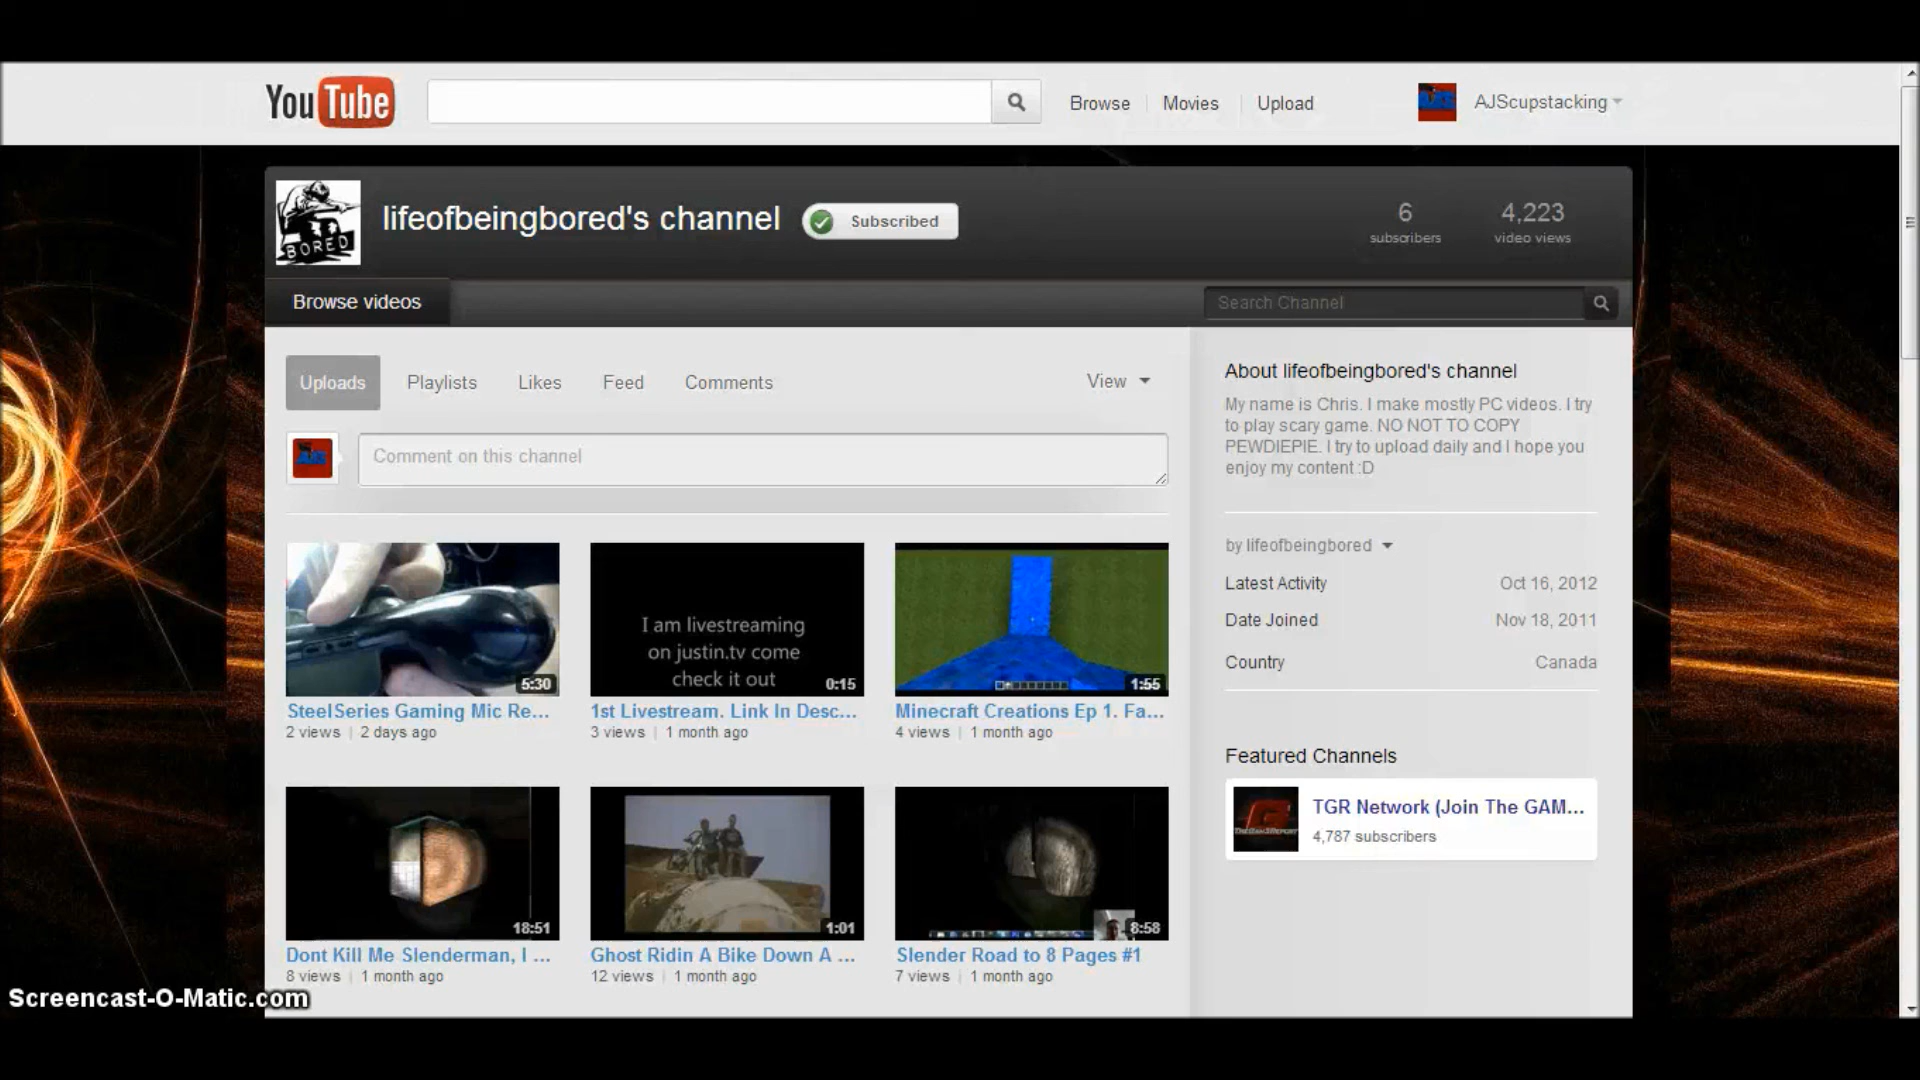 YouTube
Browse
Movies
Upload
AJScupstacking
BORED
lifeofbeingbored's channel
Subscribed
6
subscribers
4,223
video views
Browse videos
Search Channel
Uploads
Playlists
Likes
Feed
Comments
View
Comment on this channel
About lifeofbeingbored's channel
My name is Chris. I make mostly PC videos. I try
to play scary game. NO NOT TO COPY
PEWDIEPIE. I try to upload daily and I hope you
enjoy my content :D
by lifeofbeingbored
Latest Activity
Oct 16, 2012
Date Joined
Nov 18, 2011
Country
Canada
Featured Channels
TGR Network (Join The GAM...
4,787 subscribers
5:30
SteelSeries Gaming Mic Re...
2 views | 2 days ago
I am livestreaming
on justin.tv come
check it out
0:15
1st Livestream. Link In Desc...
3 views | 1 month ago
1:55
Minecraft Creations Ep 1. Fa...
4 views | 1 month ago
18:51
Dont Kill Me Slenderman, I ...
8 views | 1 month ago
1:01
Ghost Ridin A Bike Down A ...
12 views | 1 month ago
8:58
Slender Road to 8 Pages #1
7 views | 1 month ago
Screencast-O-Matic.com